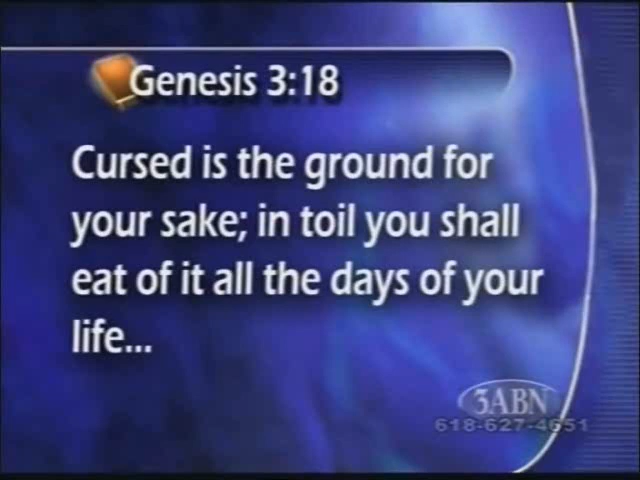 Genesis 3:18
Cursed is the ground for
your sake; in toil you shall
eat of it all the days of your
life...
3ABN
618-627-4651